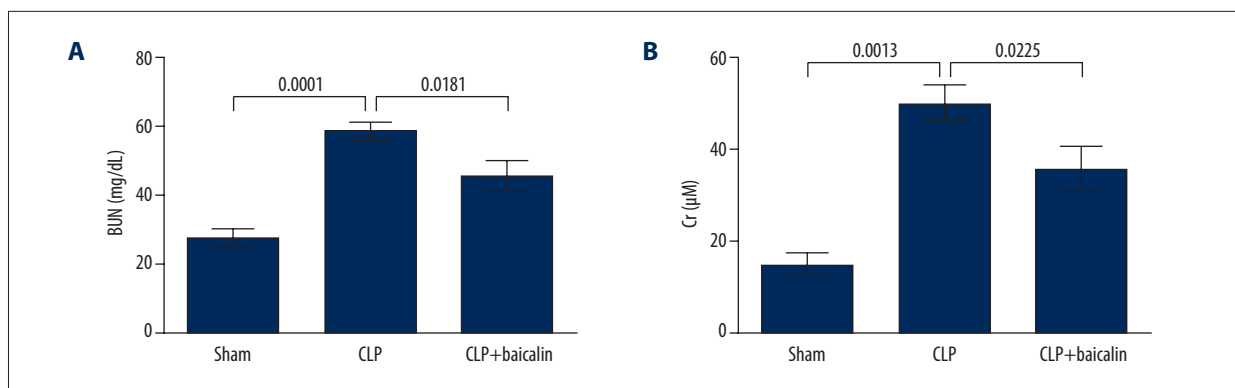 A
BUN (mg/dL)
80
60
40
20
0
0.0001
0.0181
Sham
CLP
CLP+baicalin
B
Cr (µM)
60
40
20
0
0.0013
0.0225
Sham
CLP
CLP+baicalin